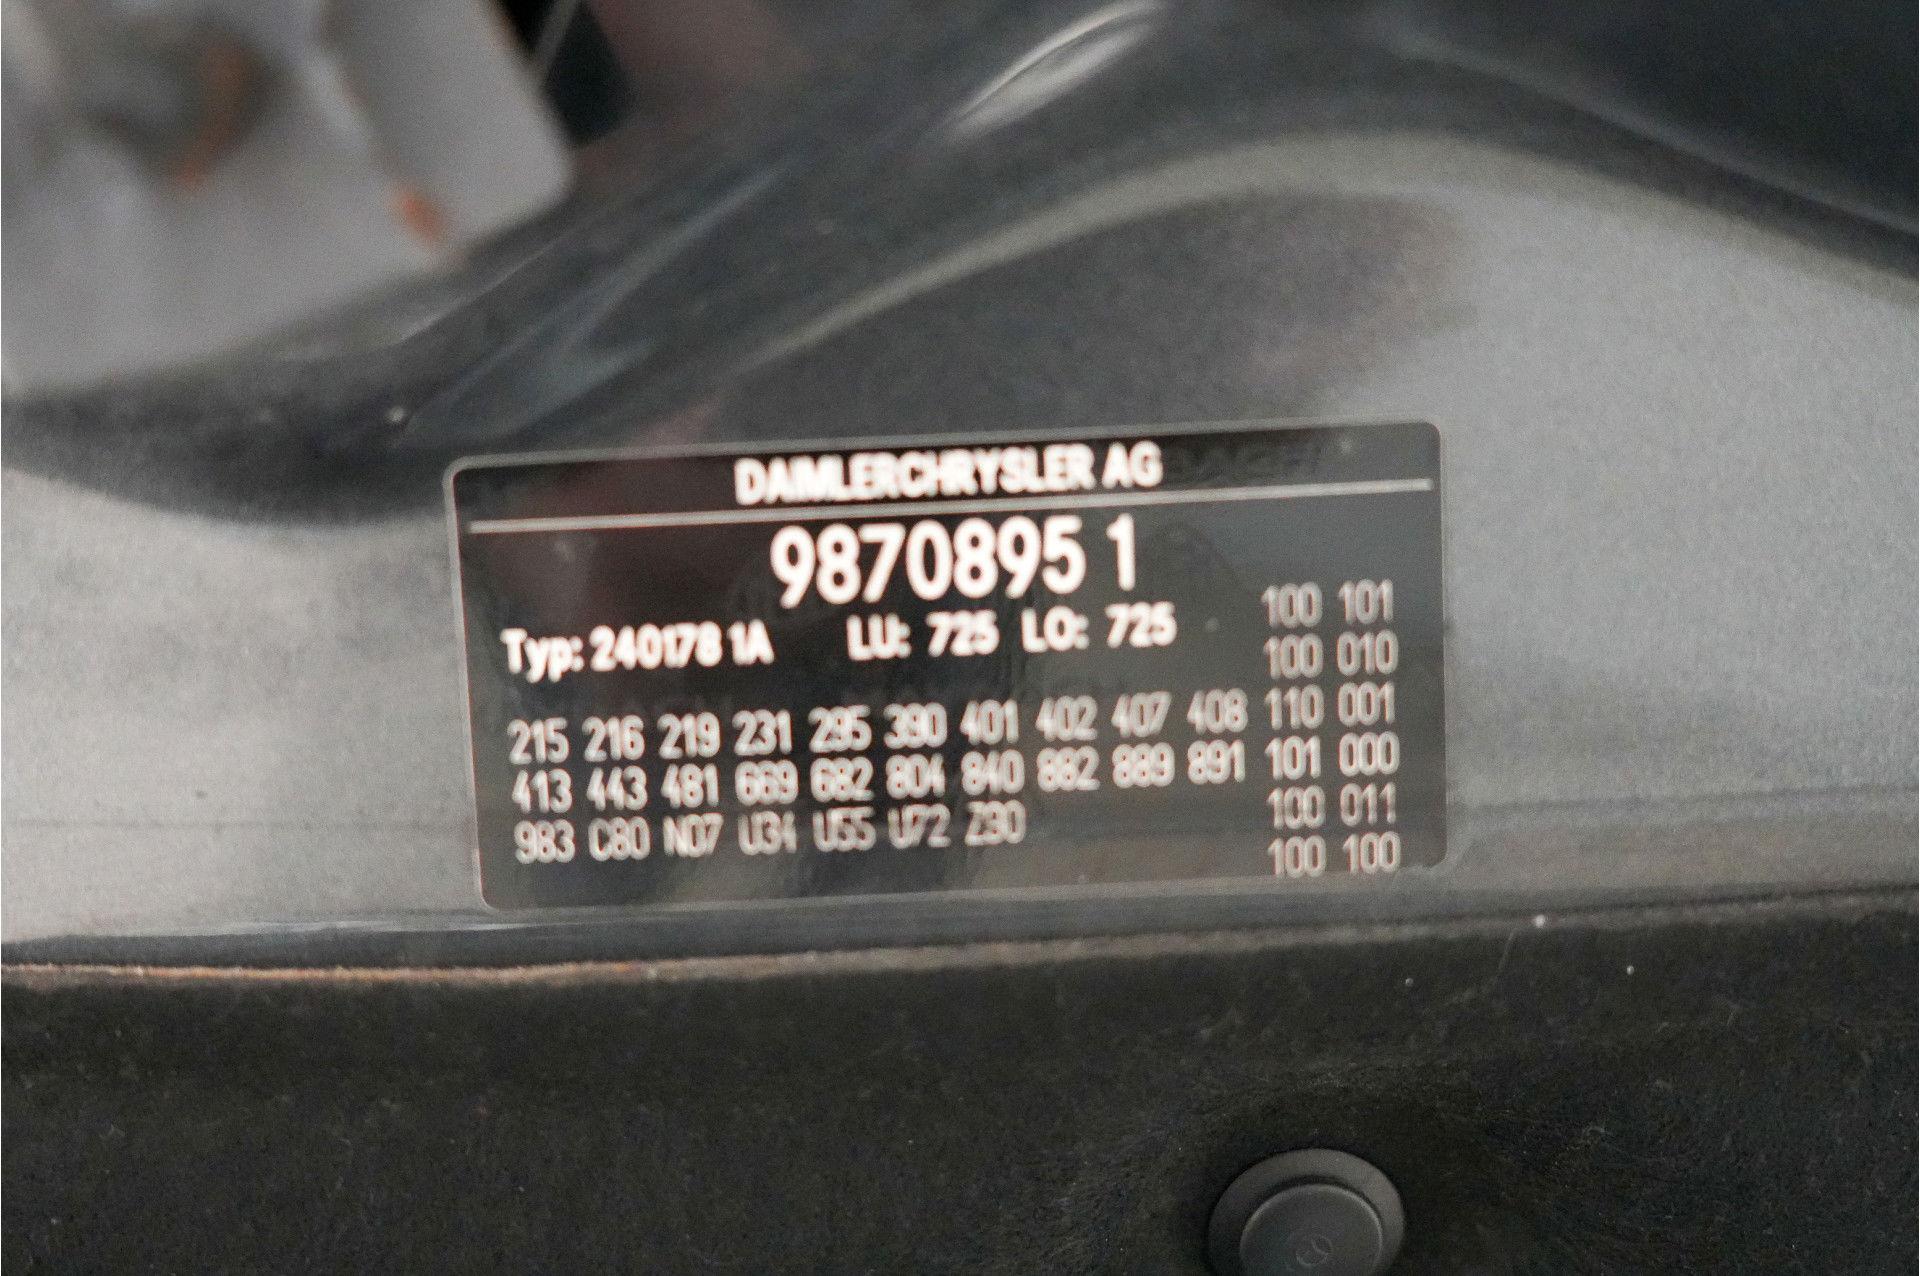 DAIMLERCHRYSLER AG
9870895 1
Typ: 240178 1A LU: 725 LO: 725
100 101
100 010
215 216 219 231 295 390 401 402 407 408 110 001
413 443 481 669 682 804 840 882 889 891 101 000
983 C80 N07 U34 U55 U72 Z90 100 011
100 100